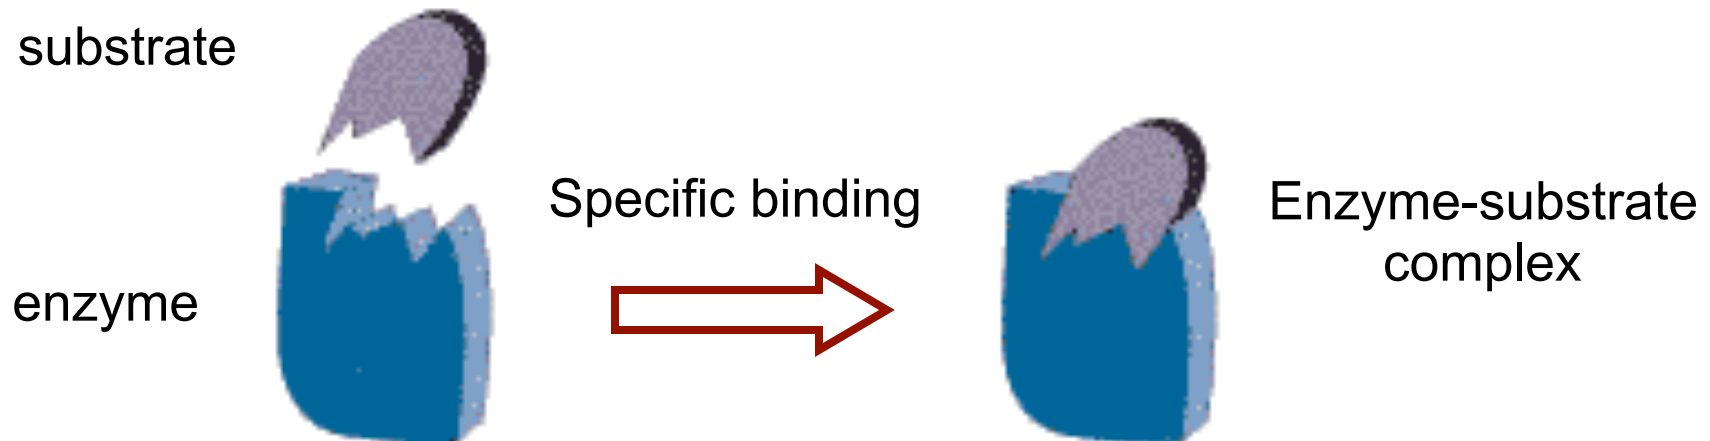 substrate
enzyme
Specific binding
Enzyme-substrate
complex